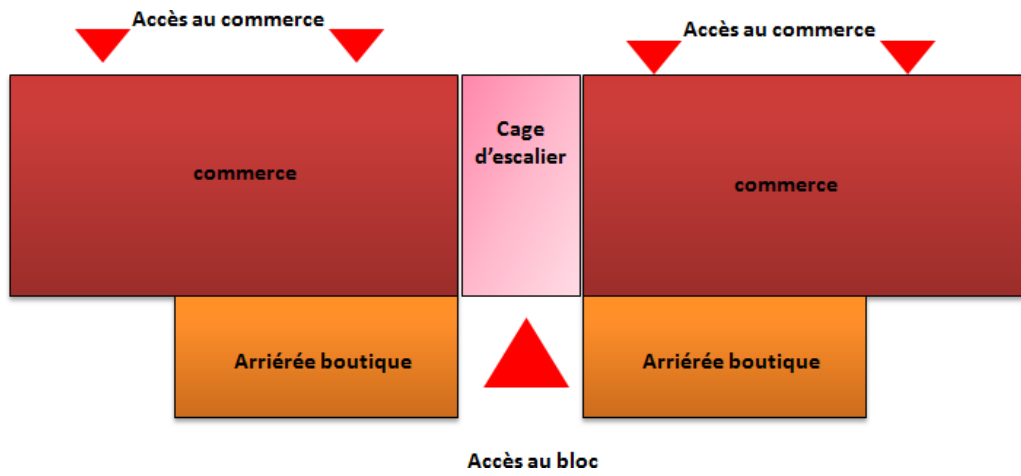 Accès au commerce
Accès au commerce
Cage
d'escalier
commerce
commerce
Arriérée boutique
Arriérée boutique
Accès au bloc